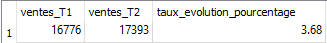 ventes_T1 ventes_T2 taux_evolution_pourcentage
1 16776 17393 3.68